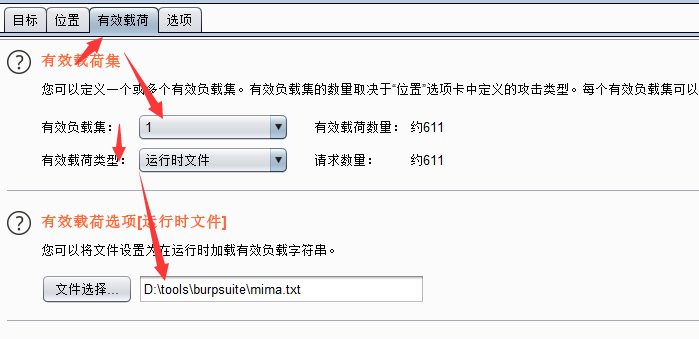 目标 位置 有效载荷 选项
有效载荷集
您可以定义一个或多个有效负载集。有效负载集的数量取决于“位置”选项卡中定义的攻击类型。每个有效负载集可以
有效负载集： 1 有效载荷数量： 约611
有效载荷类型： 运行时文件 请求数量： 约611
有效载荷选项[运行时文件]
您可以将文件设置为在运行时加载有效负载字符串。
文件选择... D:\tools\burpsuite\mima.txt